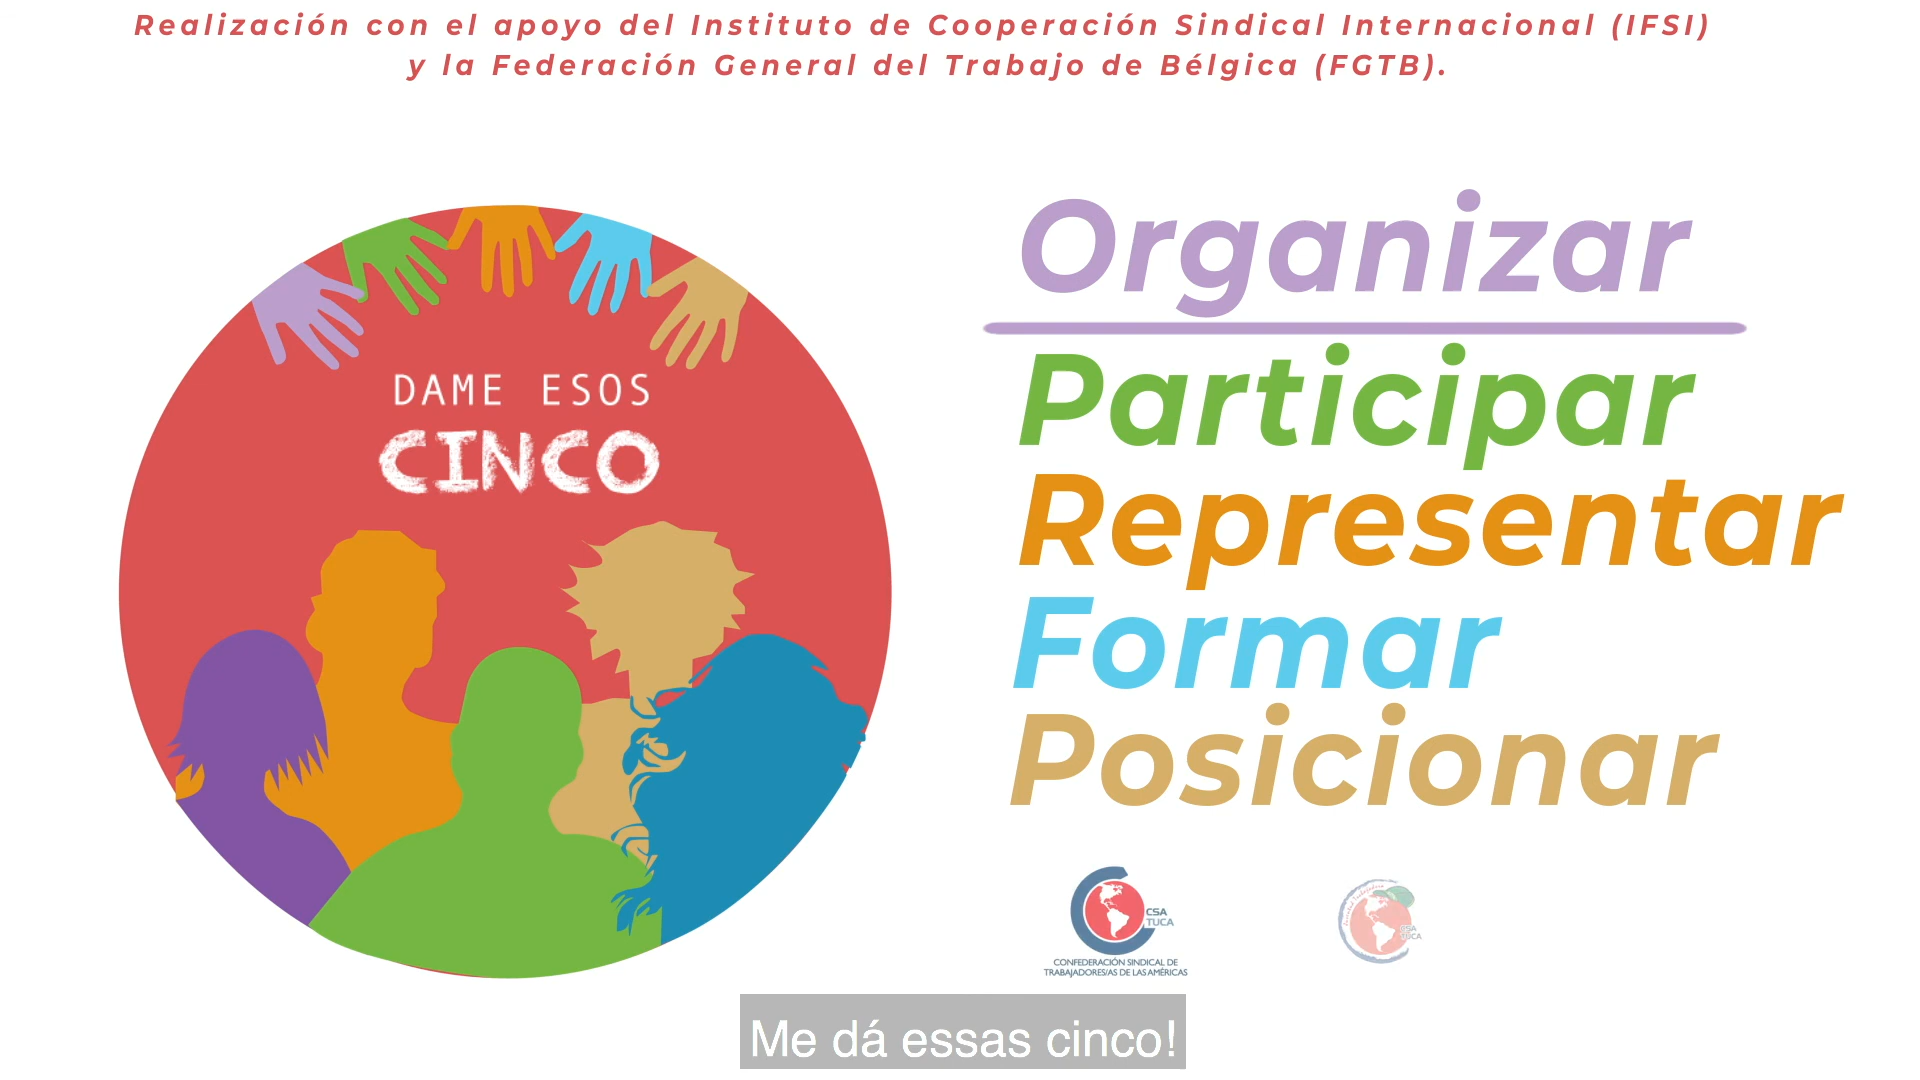 Realización con el apoyo del Instituto de Cooperación Sindical Internacional (IFSI)
y la Federación General del Trabajo de Bélgica (FGTB).
DAME ESOS
CINCO
Organizar
Participar
Representar
Formar
Posicionar
CSA
TUCA
CONFEDERACIÓN SINDICAL DE
TRABAJADORES/AS DE LAS AMÉRICAS
CSA
TUCA
Me dá essas cinco!